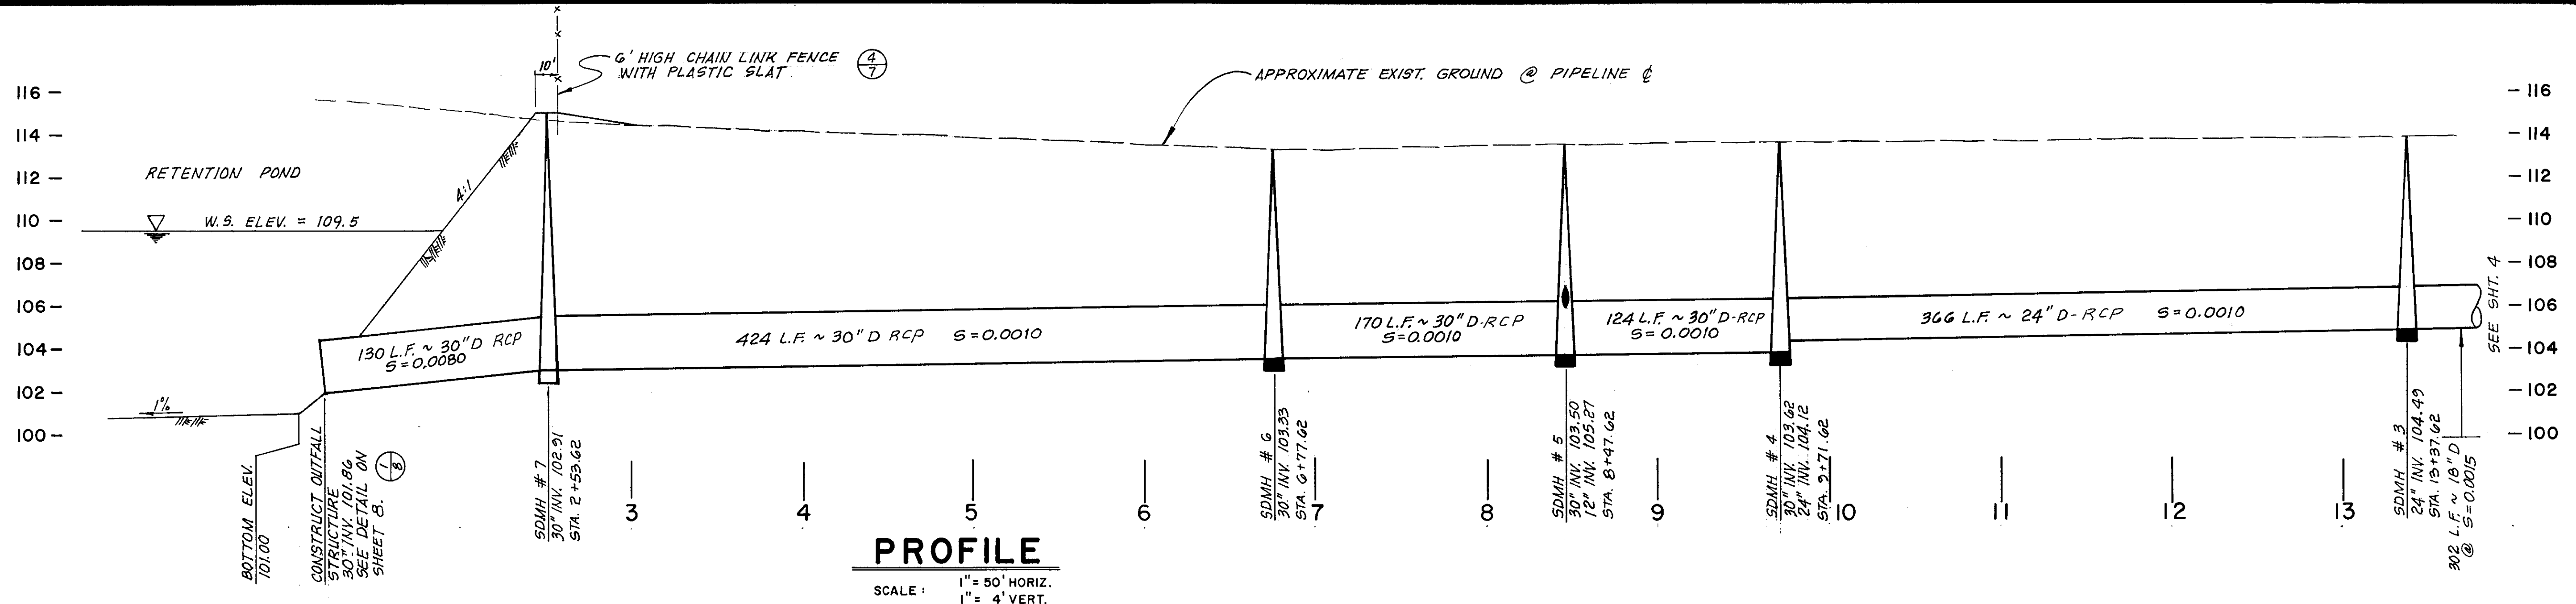 10'
6' HIGH CHAIN LINK FENCE
WITH PLASTIC SLAT
4
7
APPROXIMATE EXIST. GROUND @ PIPELINE ℄
116 –
114 –
112 –
110 –
108 –
106 –
104 –
102 –
100 –
– 116
– 114
– 112
– 110
– 108
– 106
– 104
– 102
– 100
RETENTION POND
W.S. ELEV. = 109.5
4:1
1%
130 L.F. ~ 30" D RCP
S=0.0080
424 L.F. ~ 30" D RCP S=0.0010
170 L.F. ~ 30" D-RCP
S=0.0010
124 L.F. ~ 30" D-RCP
S=0.0010
366 L.F. ~ 24" D-RCP S=0.0010
SEE SHT. 4
BOTTOM ELEV.
101.00
CONSTRUCT OUTFALL
STRUCTURE
30" INV. 101.86
SEE DETAIL ON
SHEET 8.
1
8
SDMH #7
30" INV. 102.91
STA. 2+53.62
SDMH #6
30" INV. 103.33
STA. 6+77.62
SDMH #5
30" INV. 103.50
12" INV. 105.27
STA. 8+47.62
SDMH #4
30" INV. 103.62
24" INV. 104.12
STA. 9+71.62
SDMH #3
24" INV. 104.49
STA. 13+37.62
302 L.F. ~ 18" D
@ S=0.0015
3
4
5
6
7
8
9
10
11
12
13
PROFILE
SCALE: 1" = 50' HORIZ.
1" = 4' VERT.